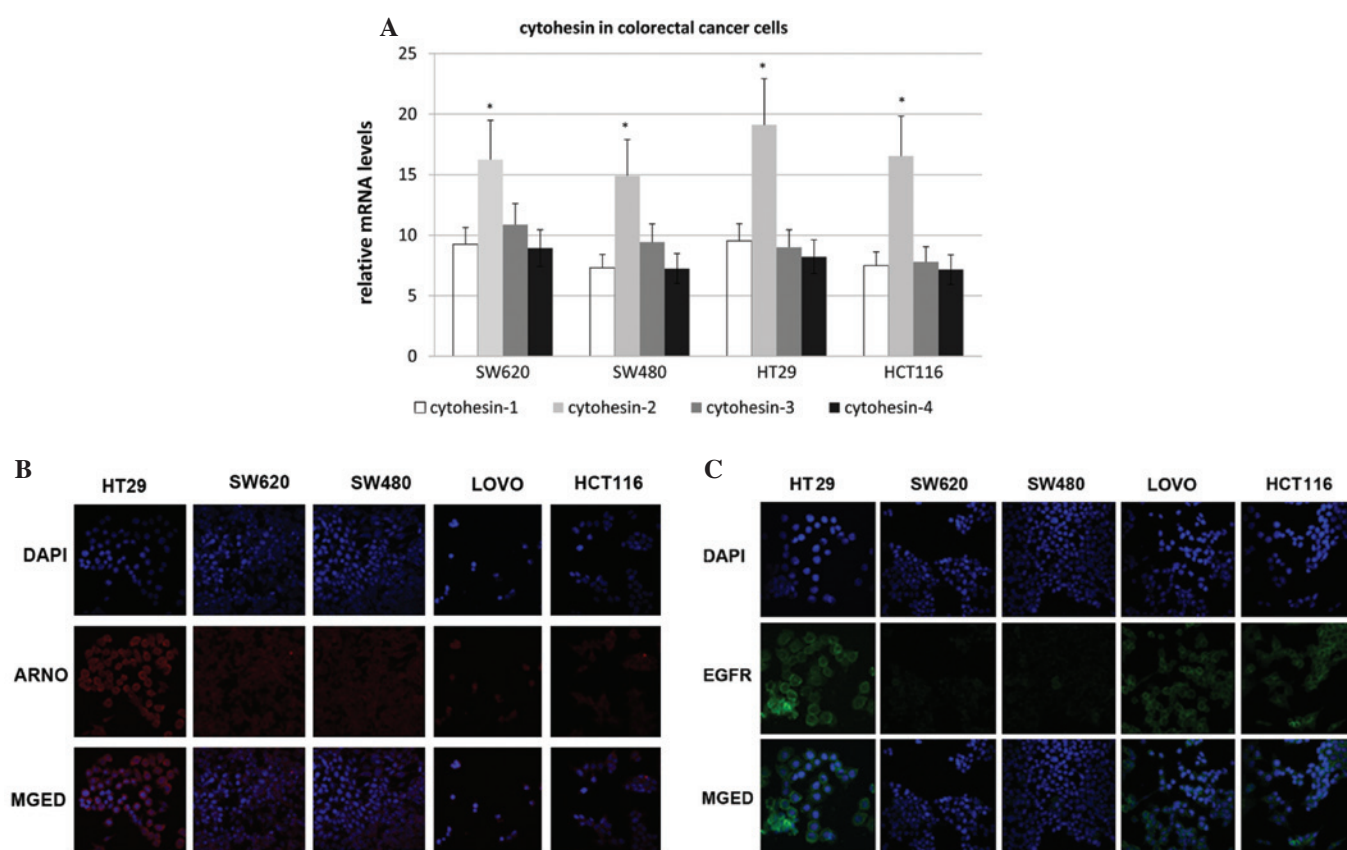 A
cytohesin in colorectal cancer cells
relative mRNA levels
25
20
15
10
5
0
* * * *
SW620 SW480 HT29 HCT116
cytohesin-1 cytohesin-2 cytohesin-3 cytohesin-4
B
HT29 SW620 SW480 LOVO HCT116
DAPI
ARNO
MGED
C
HT29 SW620 SW480 LOVO HCT116
DAPI
EGFR
MGED